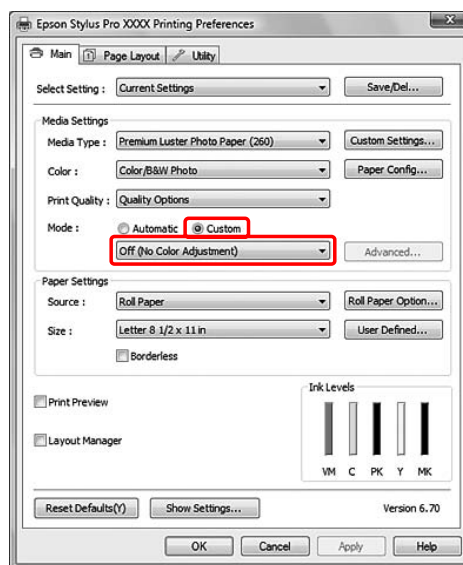 Epson Stylus Pro XXXX Printing Preferences
Main Page Layout Utility
Select Setting : Current Settings Save/Del...
Media Settings
Media Type : Premium Luster Photo Paper (260) Custom Settings...
Color : Color/B&W Photo Paper Config...
Print Quality : Quality Options
Mode : Automatic Custom
Off (No Color Adjustment) Advanced...
Paper Settings
Source : Roll Paper Roll Paper Option...
Size : Letter 8 1/2 x 11 in User Defined...
Borderless
Ink Levels
Print Preview
Layout Manager
VM C PK Y MK
Reset Defaults(Y) Show Settings... Version 6.70
OK Cancel Apply Help